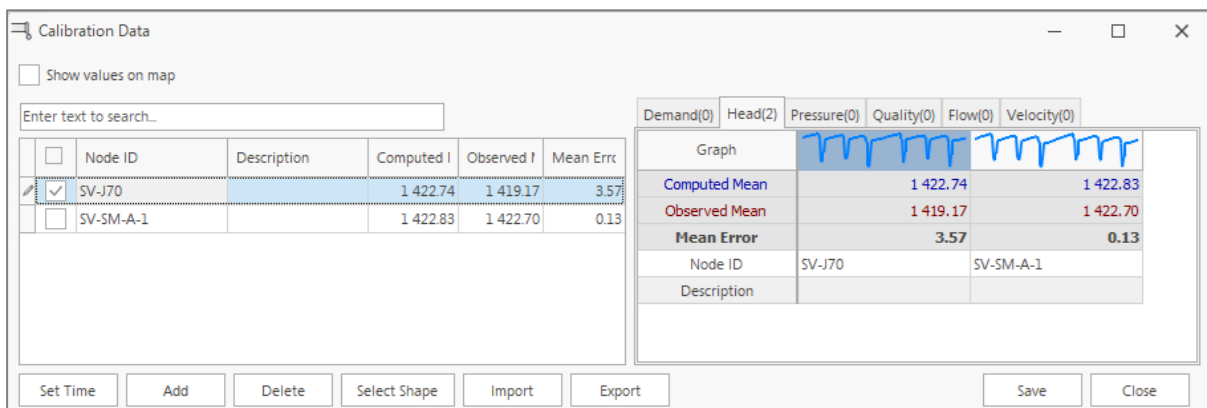 Calibration Data
Show values on map
Enter text to search...
Node ID Description Computed I Observed M Mean Erro
SV-J70 1 422.74 1 419.17 3.57
SV-SM-A-1 1 422.83 1 422.70 0.13
Demand(0) Head(2) Pressure(0) Quality(0) Flow(0) Velocity(0)
Graph
Computed Mean 1 422.74 1 422.83
Observed Mean 1 419.17 1 422.70
Mean Error 3.57 0.13
Node ID SV-J70 SV-SM-A-1
Description
Set Time Add Delete Select Shape Import Export Save Close